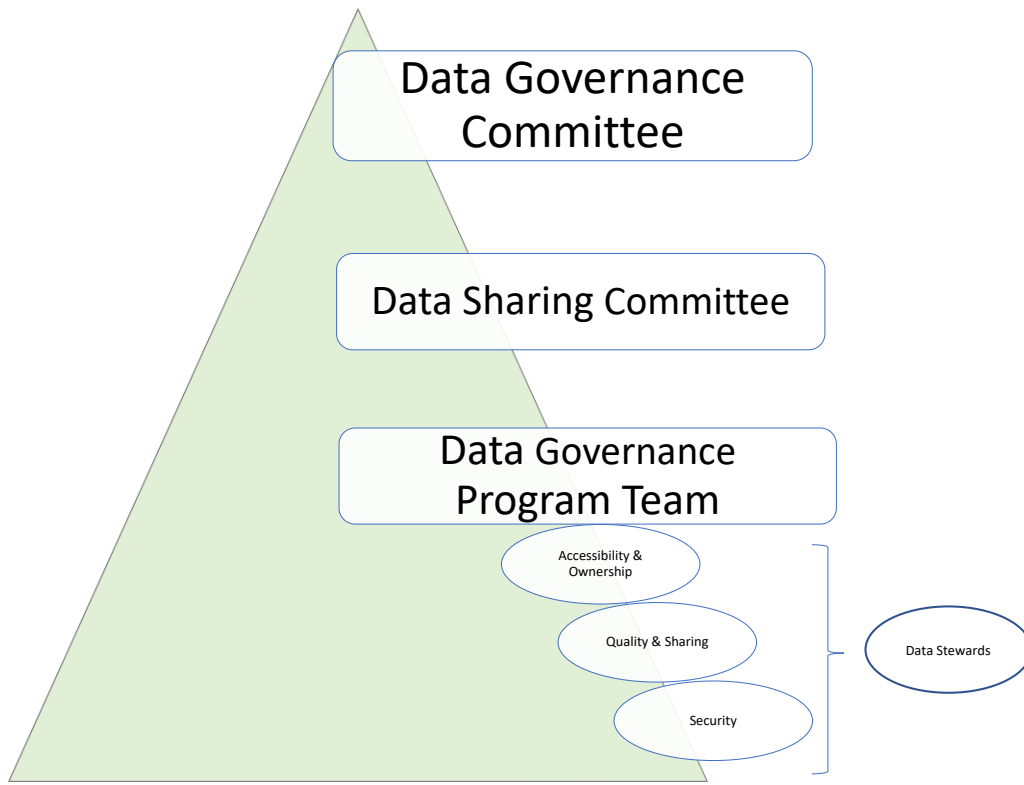 Data Governance
Committee
Data Sharing Committee
Data Governance
Program Team
Accessibility &
Ownership
Quality & Sharing
Security
Data Stewards